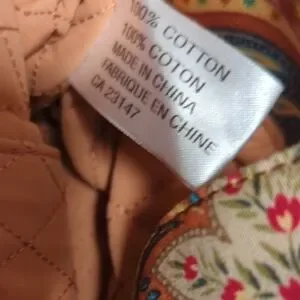 100% COTTON
100% COTON
MADE IN CHINA
FABRIQUE EN CHINE
CA 23147